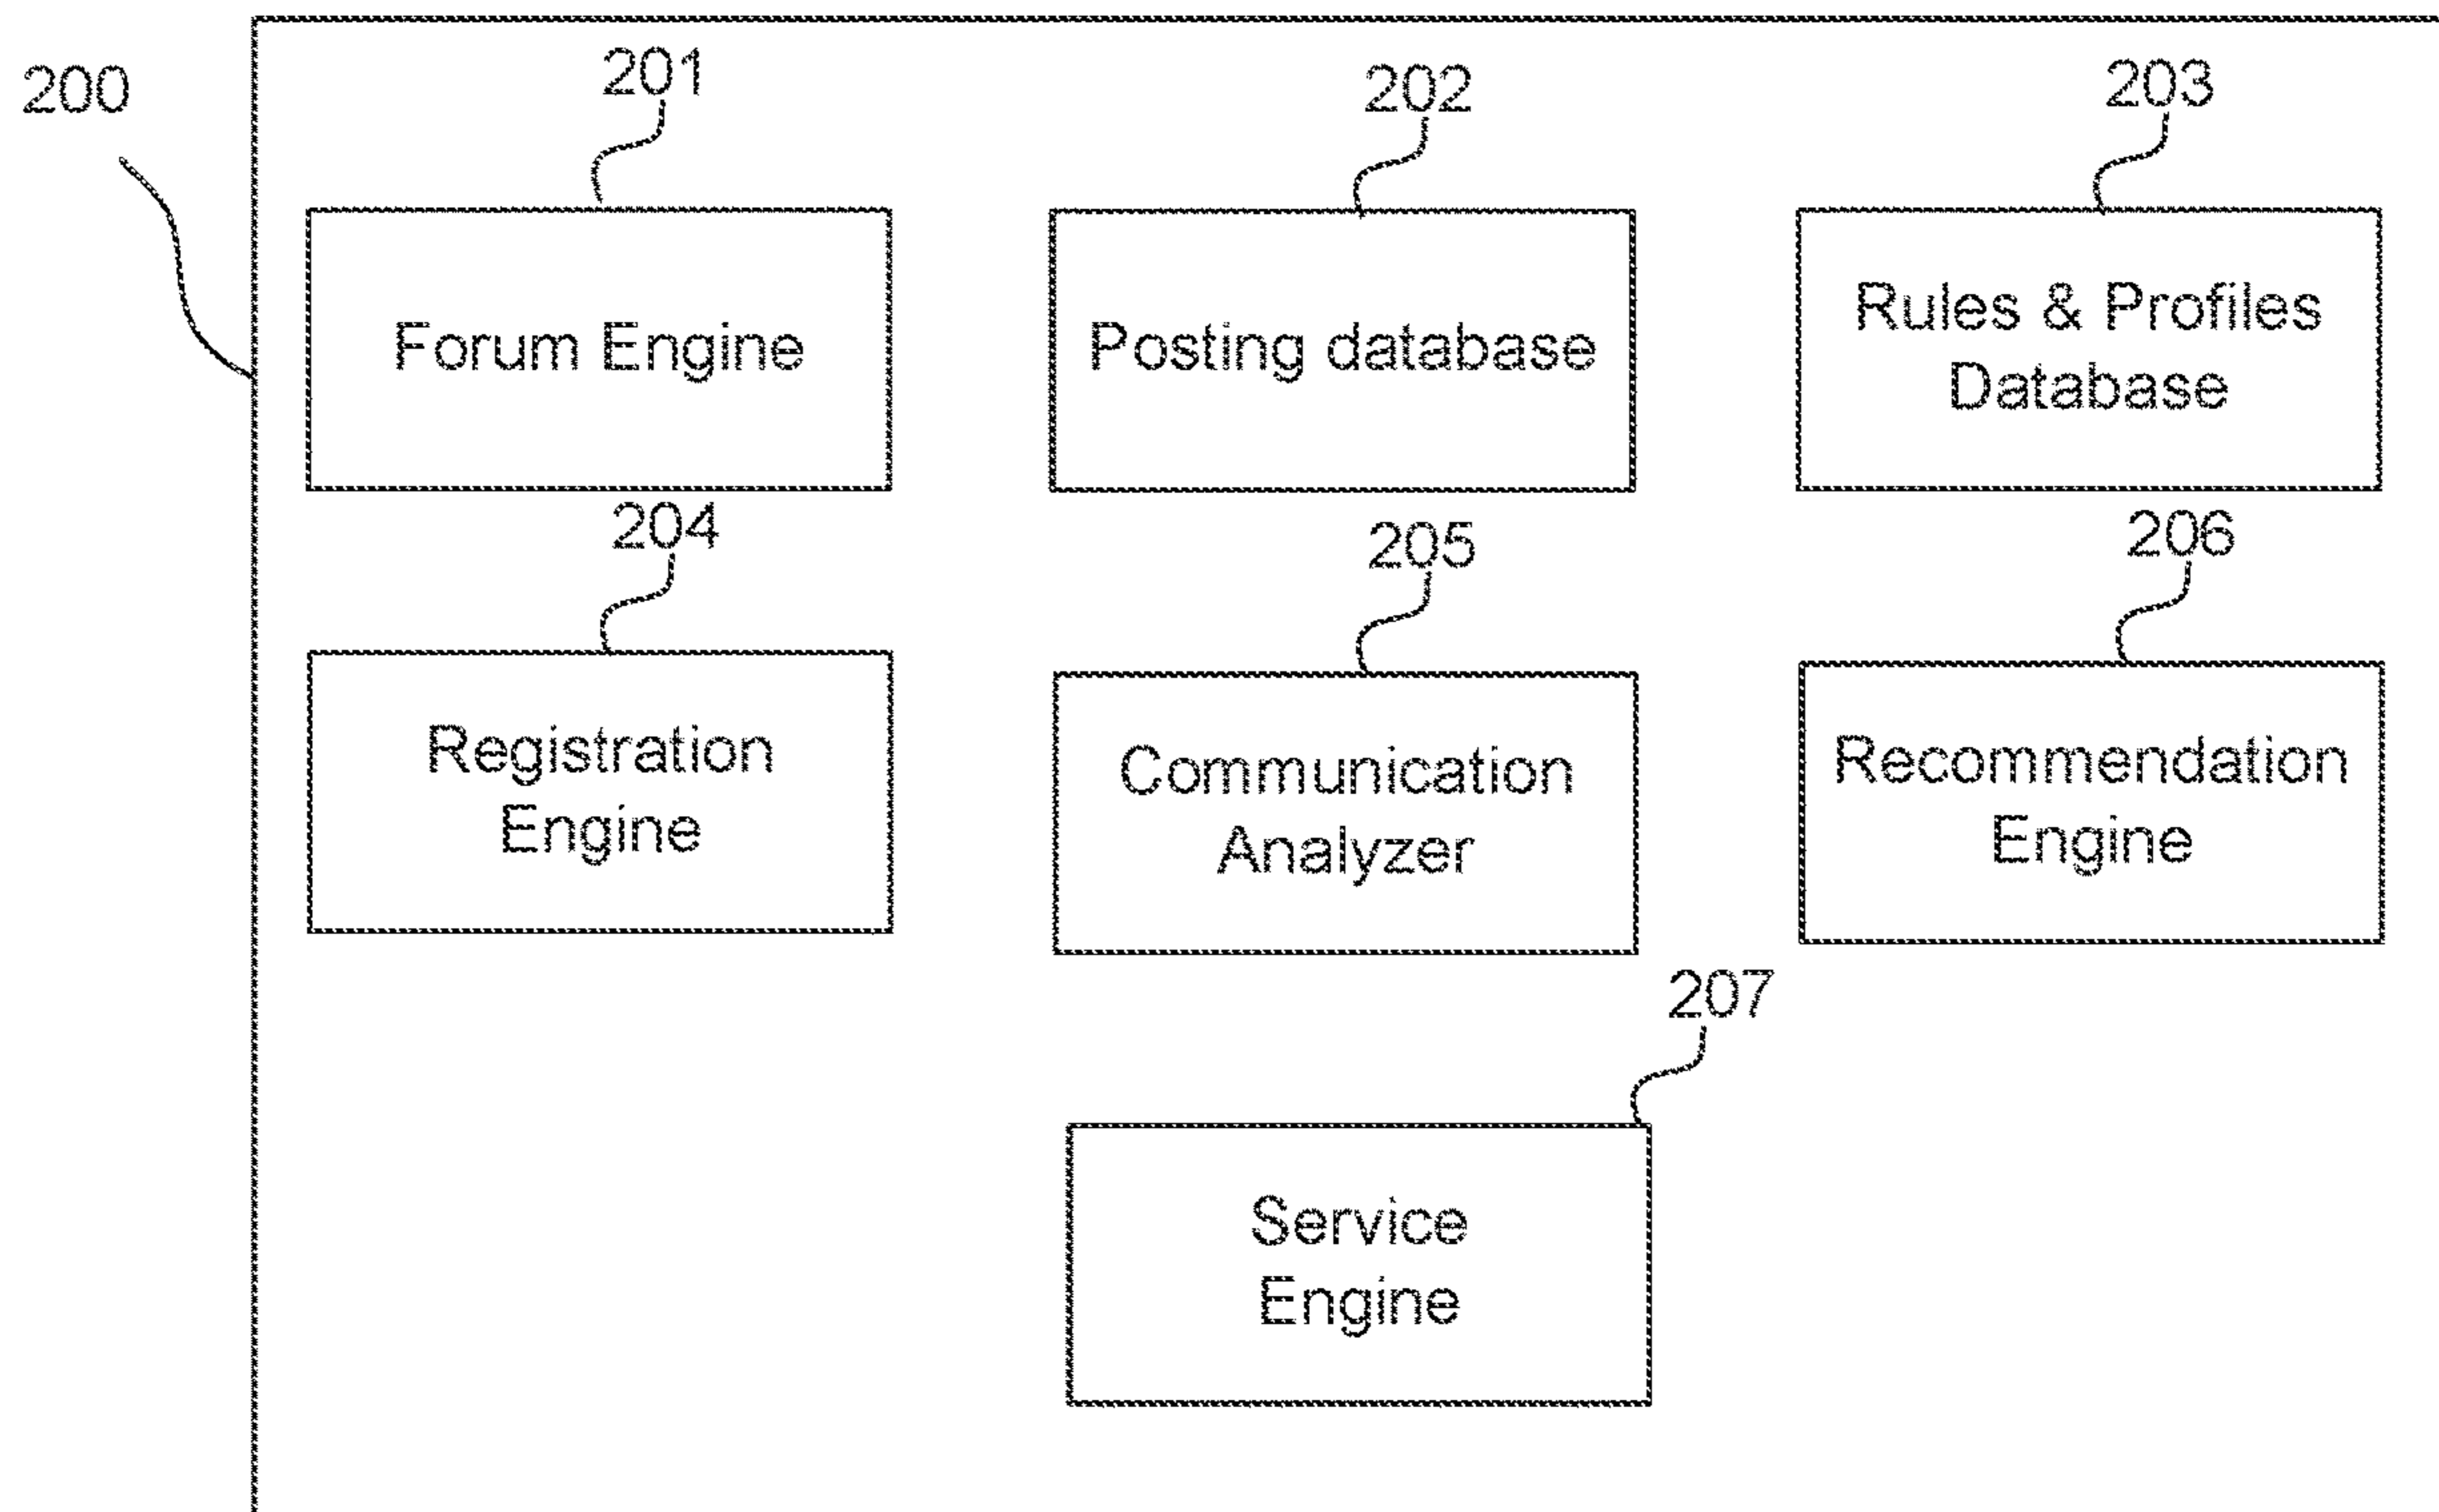 200
201
202
203
Forum Engine
Posting database
Rules & Profiles
Database
204
205
206
Registration
Engine
Communication
Analyzer
Recommendation
Engine
207
Service
Engine